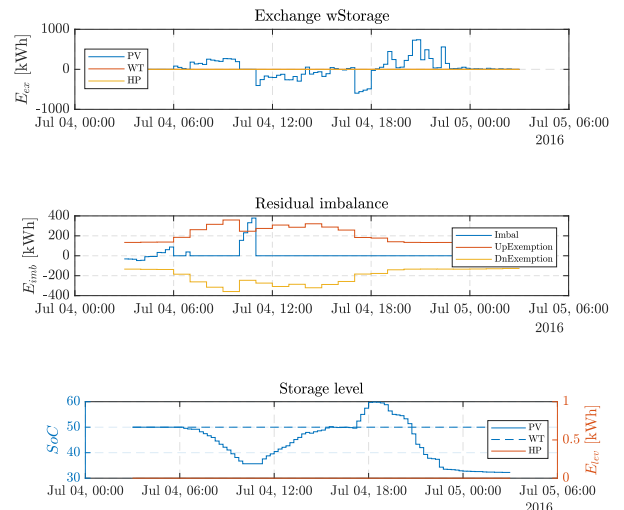 Exchange wStorage
1000
0
-1000
E_ex [kWh]
PV
WT
HP
Jul 04, 00:00 Jul 04, 06:00 Jul 04, 12:00 Jul 04, 18:00 Jul 05, 00:00 Jul 05, 06:00
2016
Residual imbalance
400
200
0
-200
-400
E_imb [kWh]
Imbal
UpExemption
DnExemption
Jul 04, 00:00 Jul 04, 06:00 Jul 04, 12:00 Jul 04, 18:00 Jul 05, 00:00 Jul 05, 06:00
2016
Storage level
60
50
40
30
SoC
PV
WT
HP
1
0.5
0
E_lev [kWh]
Jul 04, 00:00 Jul 04, 06:00 Jul 04, 12:00 Jul 04, 18:00 Jul 05, 00:00 Jul 05, 06:00
2016